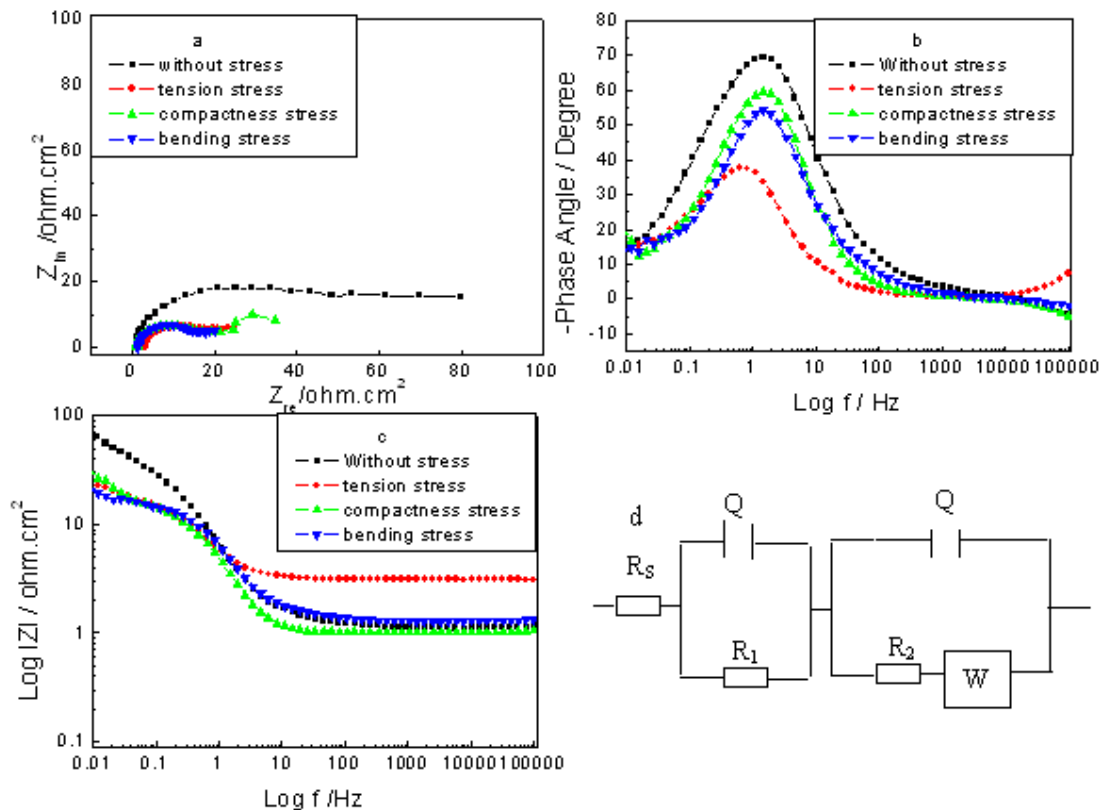 a
without stress
tension stress
compactness stress
bending stress
100
80
60
40
20
0
Z_Im /ohm.cm²
0 20 40 60 80 100
Z_re /ohm.cm²
b
Without stress
tension stress
compactness stress
bending stress
80
70
60
50
40
30
20
10
0
-10
-Phase Angle / Degree
0.01 0.1 1 10 100 1000 10000 100000
Log f / Hz
c
Without stress
tension stress
compactness stress
bending stress
100
10
1
0.1
Log IZI / ohm.cm²
0.01 0.1 1 10 100 1000 10000 100000
Log f /Hz
d
Q
Q
R_S
R₁
R₂
W